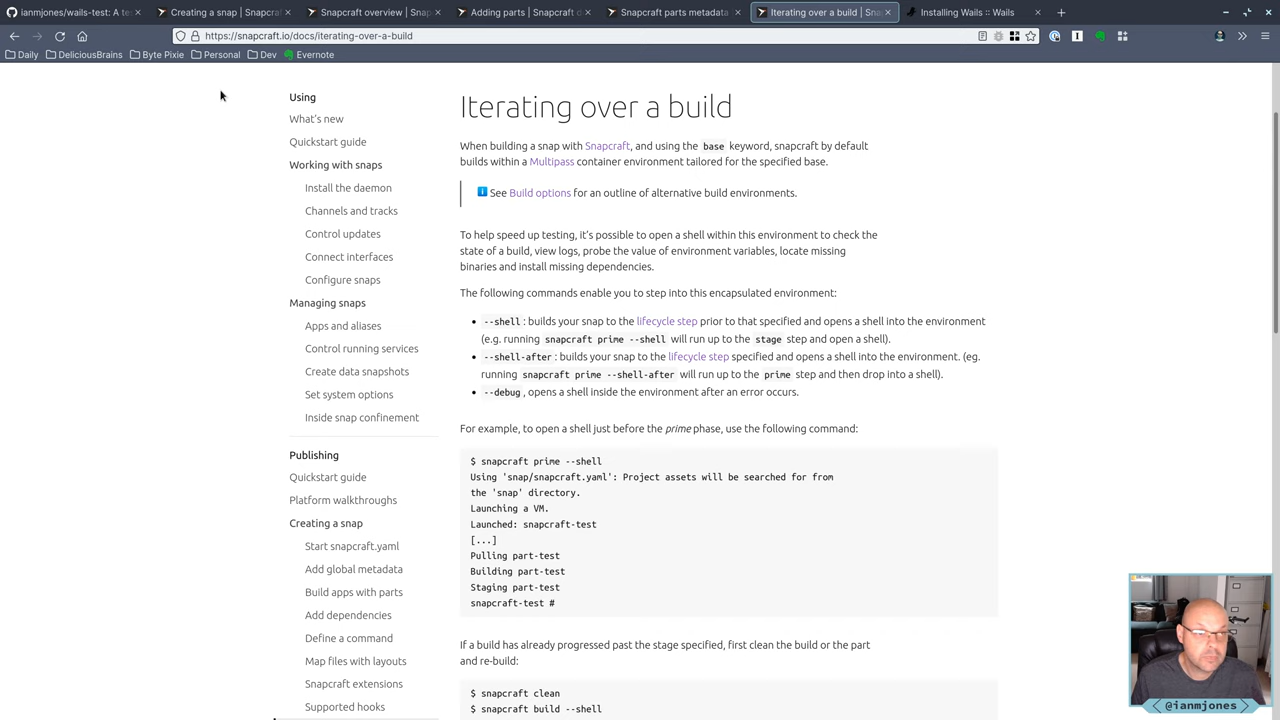 ianmjones/wails-test: A tes
Creating a snap | Snapcraf
Snapcraft overview | Snap
Adding parts | Snapcraft d
Snapcraft parts metadata
Iterating over a build | Sna
Installing Wails :: Wails
https://snapcraft.io/docs/iterating-over-a-build
Daily
DeliciousBrains
Byte Pixie
Personal
Dev
Evernote
Using
What's new
Quickstart guide
Working with snaps
Install the daemon
Channels and tracks
Control updates
Connect interfaces
Configure snaps
Managing snaps
Apps and aliases
Control running services
Create data snapshots
Set system options
Inside snap confinement
Publishing
Quickstart guide
Platform walkthroughs
Creating a snap
Start snapcraft.yaml
Add global metadata
Build apps with parts
Add dependencies
Define a command
Map files with layouts
Snapcraft extensions
Supported hooks
Iterating over a build
When building a snap with Snapcraft, and using the base keyword, snapcraft by default
builds within a Multipass container environment tailored for the specified base.
See Build options for an outline of alternative build environments.
To help speed up testing, it's possible to open a shell within this environment to check the
state of a build, view logs, probe the value of environment variables, locate missing
binaries and install missing dependencies.
The following commands enable you to step into this encapsulated environment:
• --shell : builds your snap to the lifecycle step prior to that specified and opens a shell into the environment
(e.g. running snapcraft prime --shell will run up to the stage step and open a shell).
• --shell-after : builds your snap to the lifecycle step specified and opens a shell into the environment. (eg.
running snapcraft prime --shell-after will run up to the prime step and then drop into a shell).
• --debug , opens a shell inside the environment after an error occurs.
For example, to open a shell just before the prime phase, use the following command:
$ snapcraft prime --shell
Using 'snap/snapcraft.yaml': Project assets will be searched for from
the 'snap' directory.
Launching a VM.
Launched: snapcraft-test
[...]
Pulling part-test
Building part-test
Staging part-test
snapcraft-test #
If a build has already progressed past the stage specified, first clean the build or the part
and re-build:
$ snapcraft clean
$ snapcraft build --shell
@ianmjones